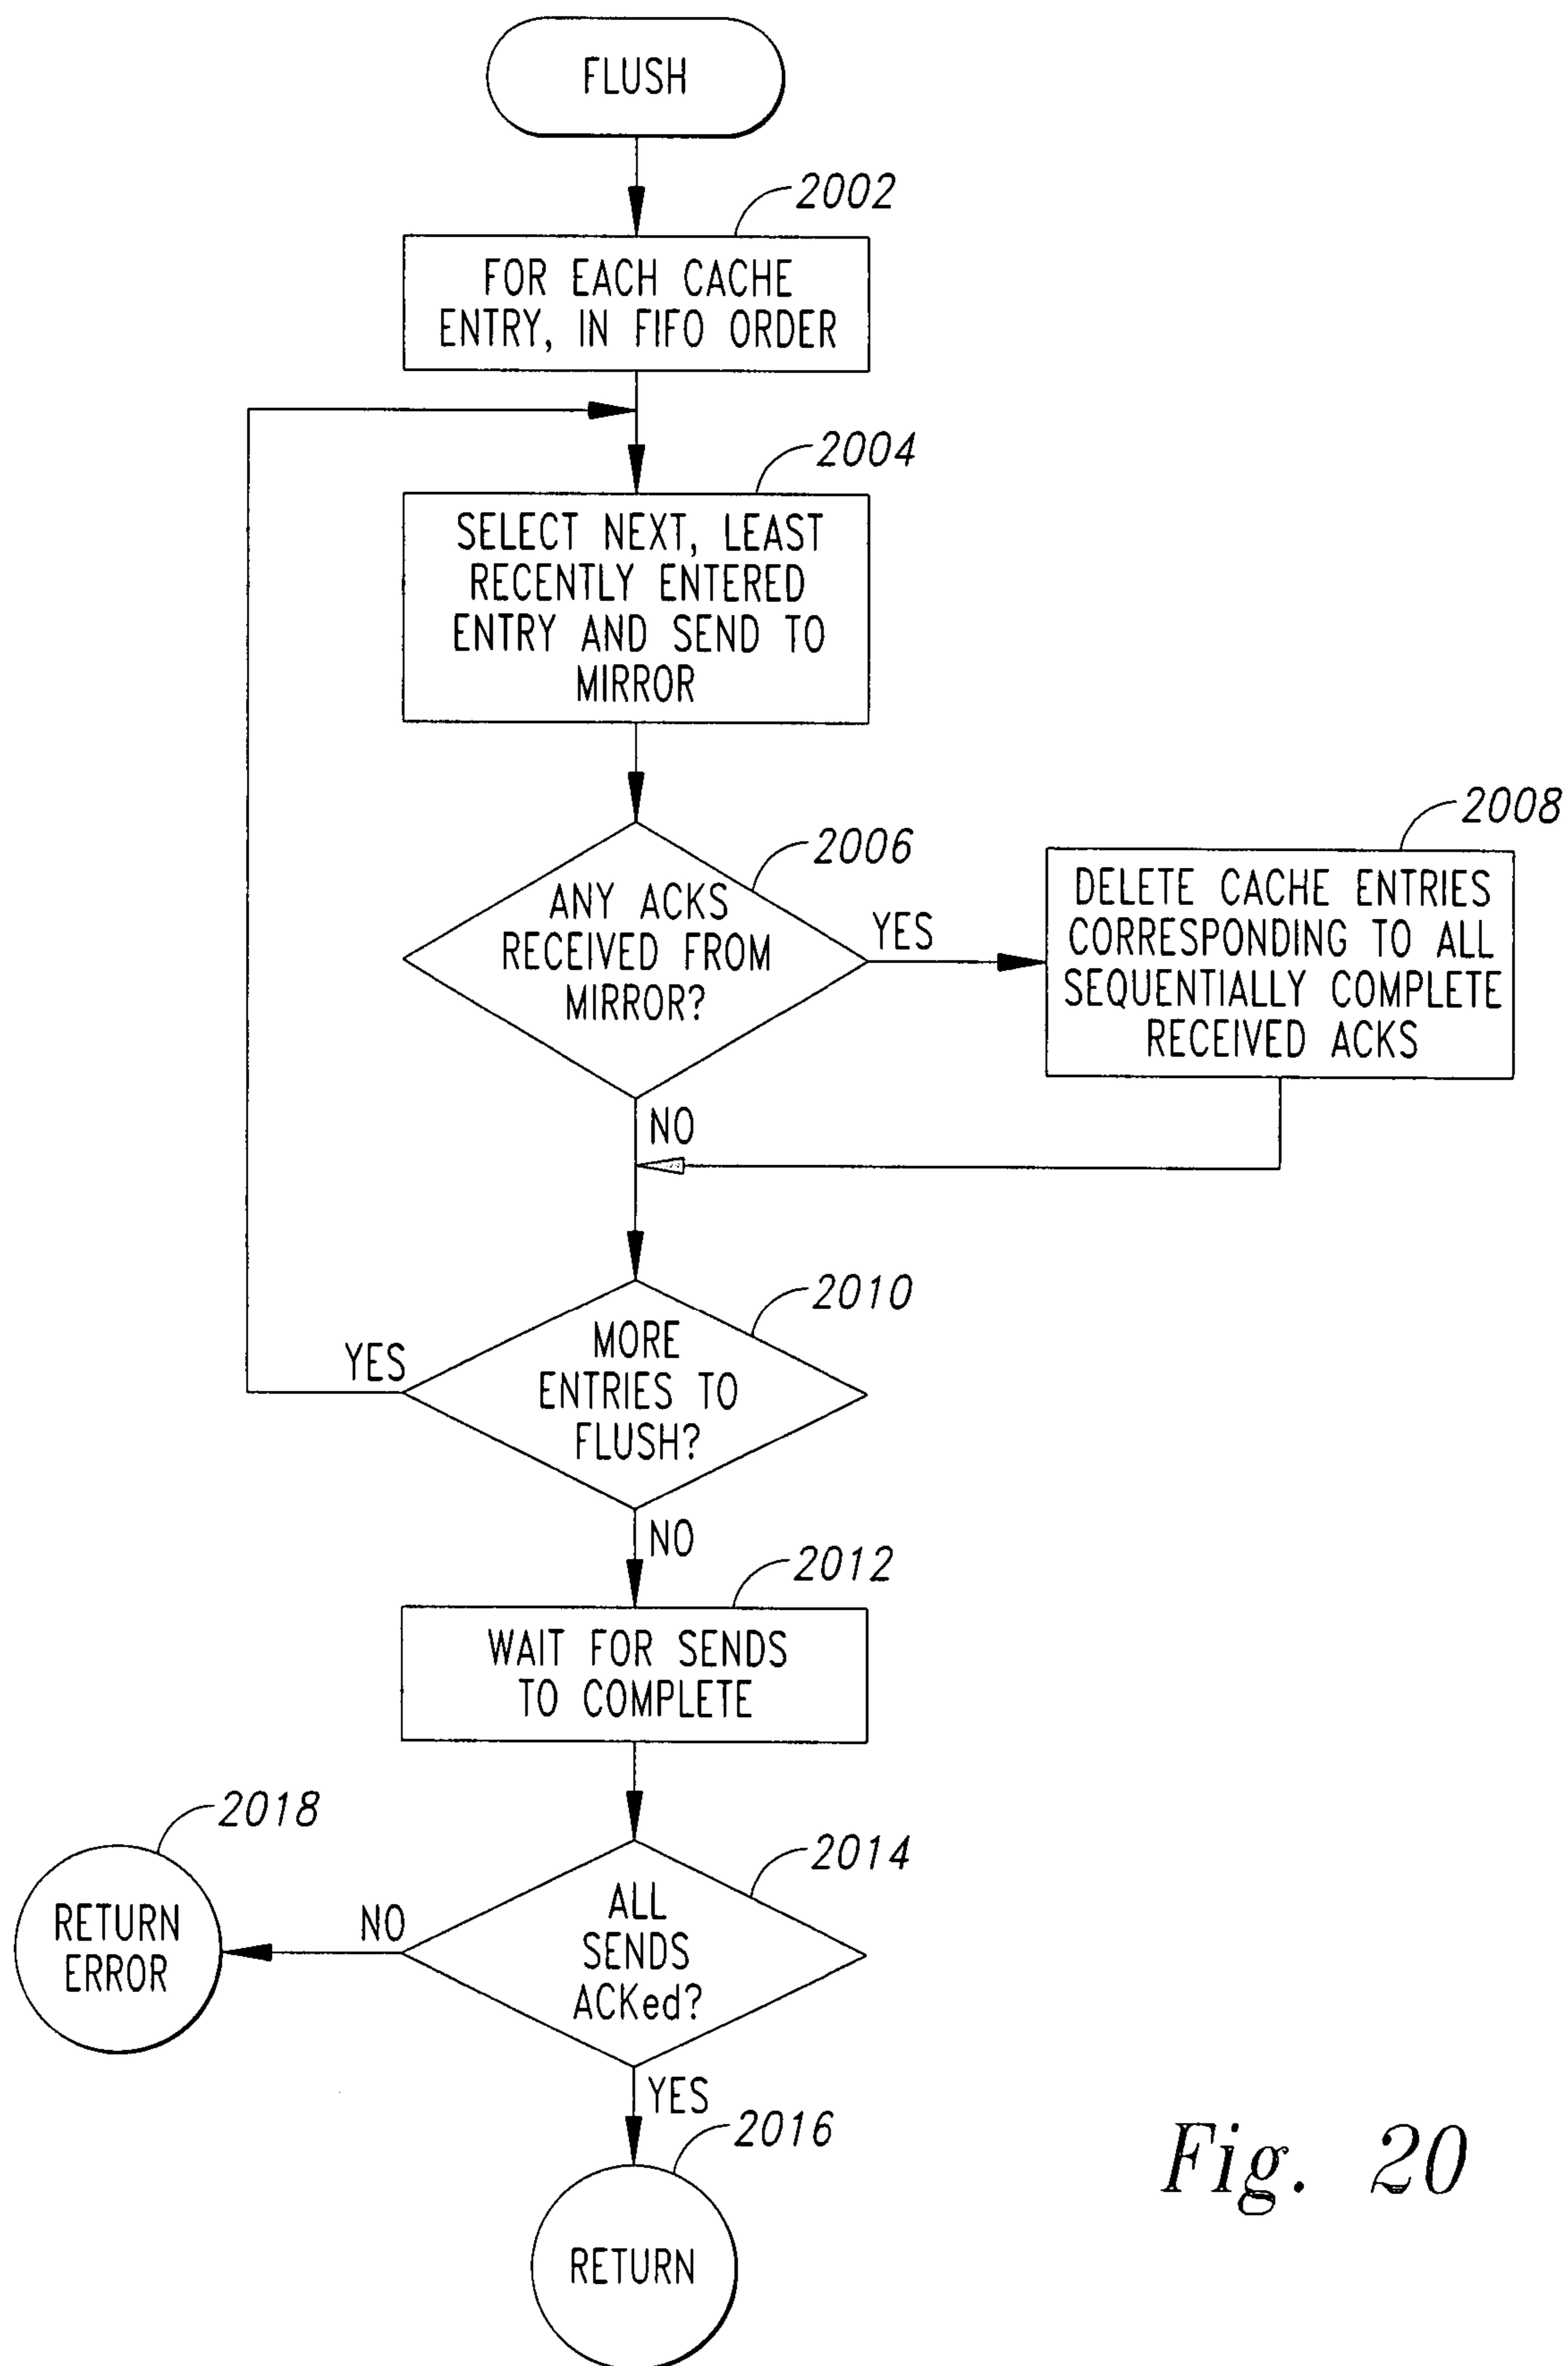 FLUSH
2002
FOR EACH CACHE
ENTRY, IN FIFO ORDER
2004
SELECT NEXT, LEAST
RECENTLY ENTERED
ENTRY AND SEND TO
MIRROR
2006
ANY ACKS
RECEIVED FROM
MIRROR?
YES
2008
DELETE CACHE ENTRIES
CORRESPONDING TO ALL
SEQUENTIALLY COMPLETE
RECEIVED ACKS
NO
2010
MORE
ENTRIES TO
FLUSH?
YES
NO
2012
WAIT FOR SENDS
TO COMPLETE
2014
ALL
SENDS
ACKed?
NO
2018
RETURN
ERROR
YES
2016
RETURN
Fig. 20